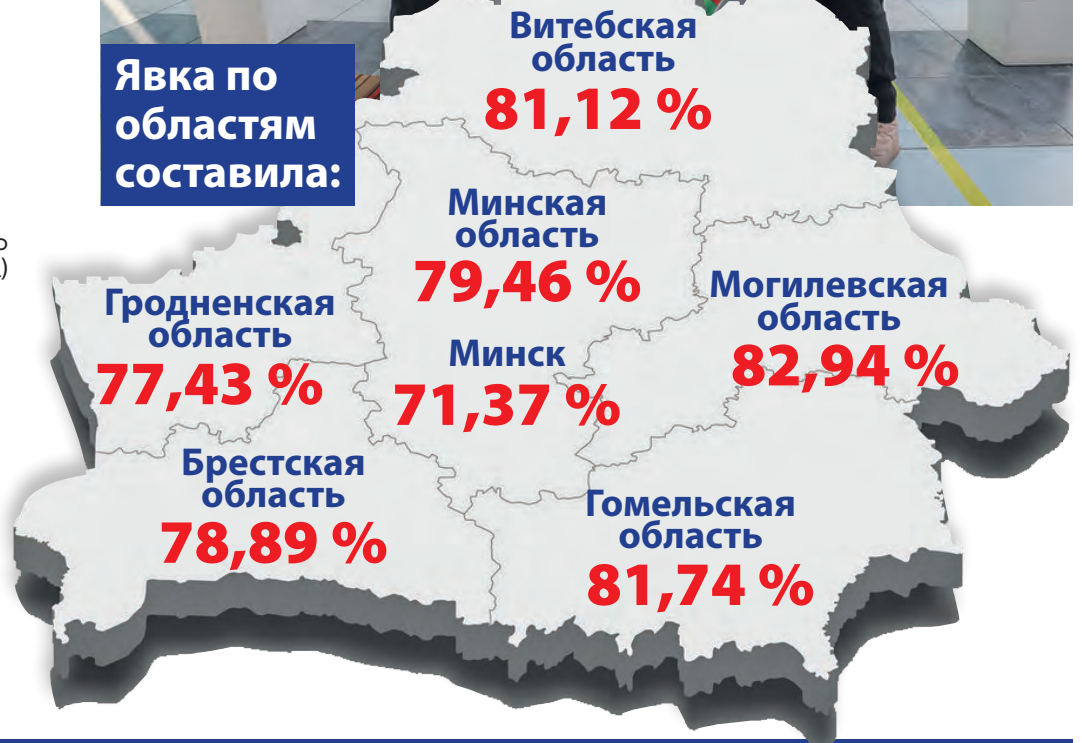 Явка по
областям
составила:
Витебская
область
81,12 %
Минская
область
79,46 %
Могилевская
область
82,94 %
Гродненская
область
77,43 %
Минск
71,37 %
Брестская
область
78,89 %
Гомельская
область
81,74 %